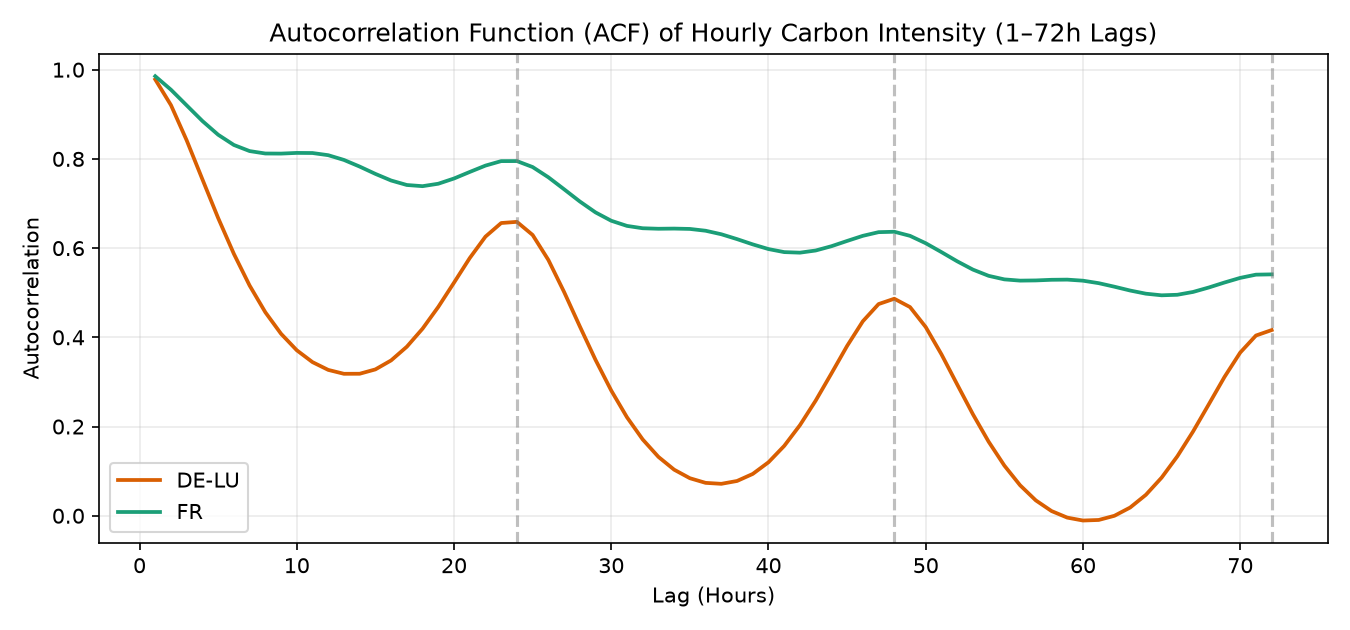 Autocorrelation Function (ACF) of Hourly Carbon Intensity (1–72h Lags)
Autocorrelation
1.0
0.8
0.6
0.4
0.2
0.0
DE-LU
FR
0 10 20 30 40 50 60 70
Lag (Hours)